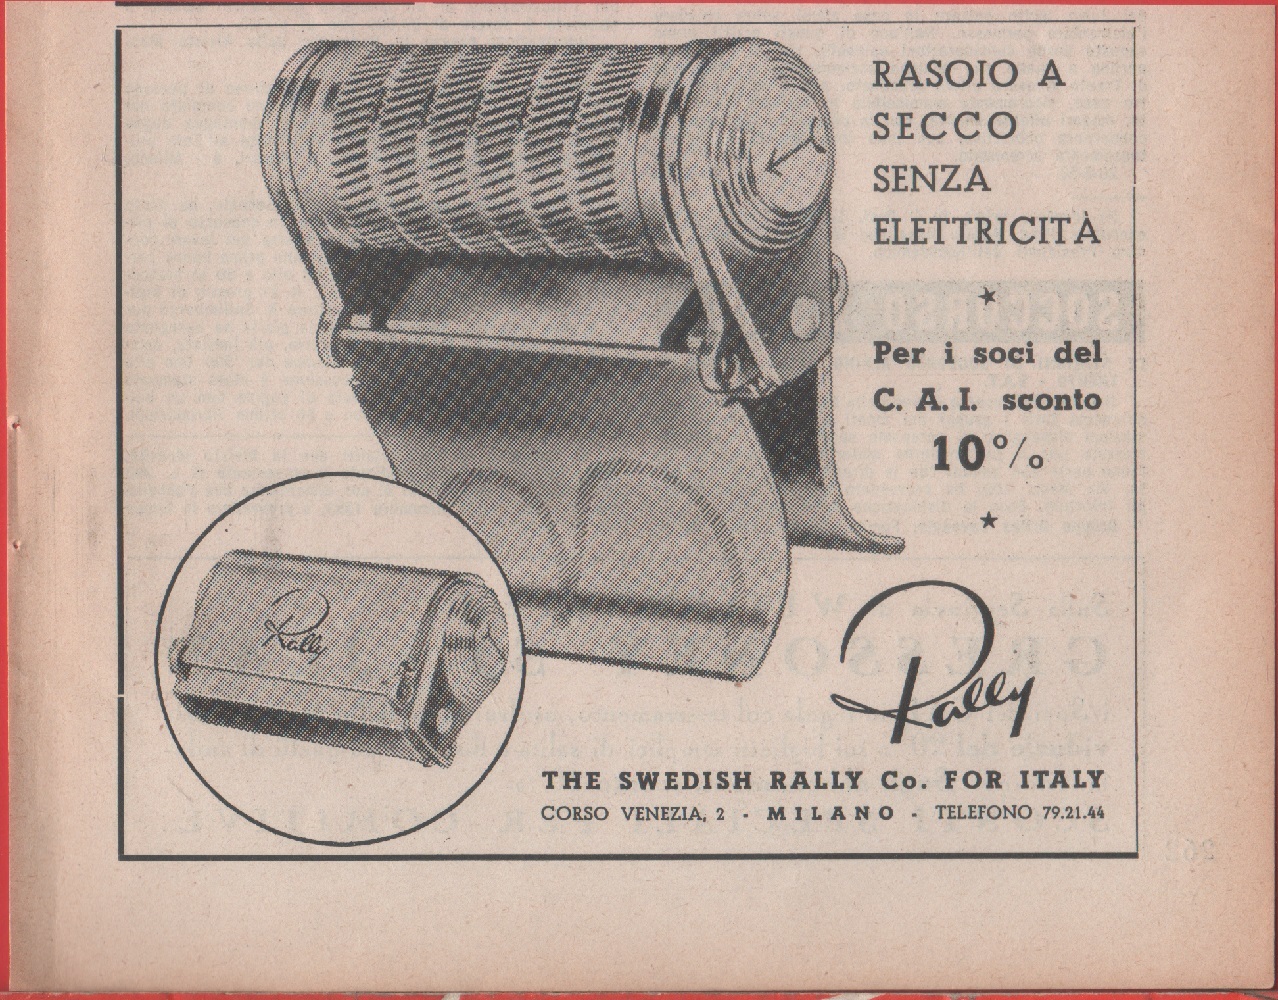 RASOIO A
SECCO
SENZA
ELETTRICITÀ
Per i soci del
C. A. I. sconto
10%
Rally
Rally
THE SWEDISH RALLY Co. FOR ITALY
CORSO VENEZIA, 2 - MILANO - TELEFONO 79.21.44